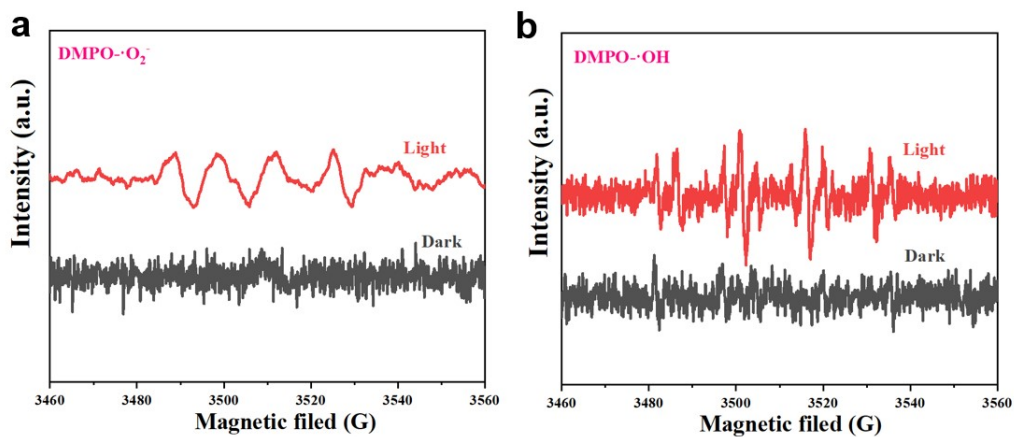 a
DMPO-·O₂⁻
Light
Dark
Intensity (a.u.)
3460 3480 3500 3520 3540 3560
Magnetic filed (G)
b
DMPO-·OH
Light
Dark
Intensity (a.u.)
3460 3480 3500 3520 3540 3560
Magnetic filed (G)